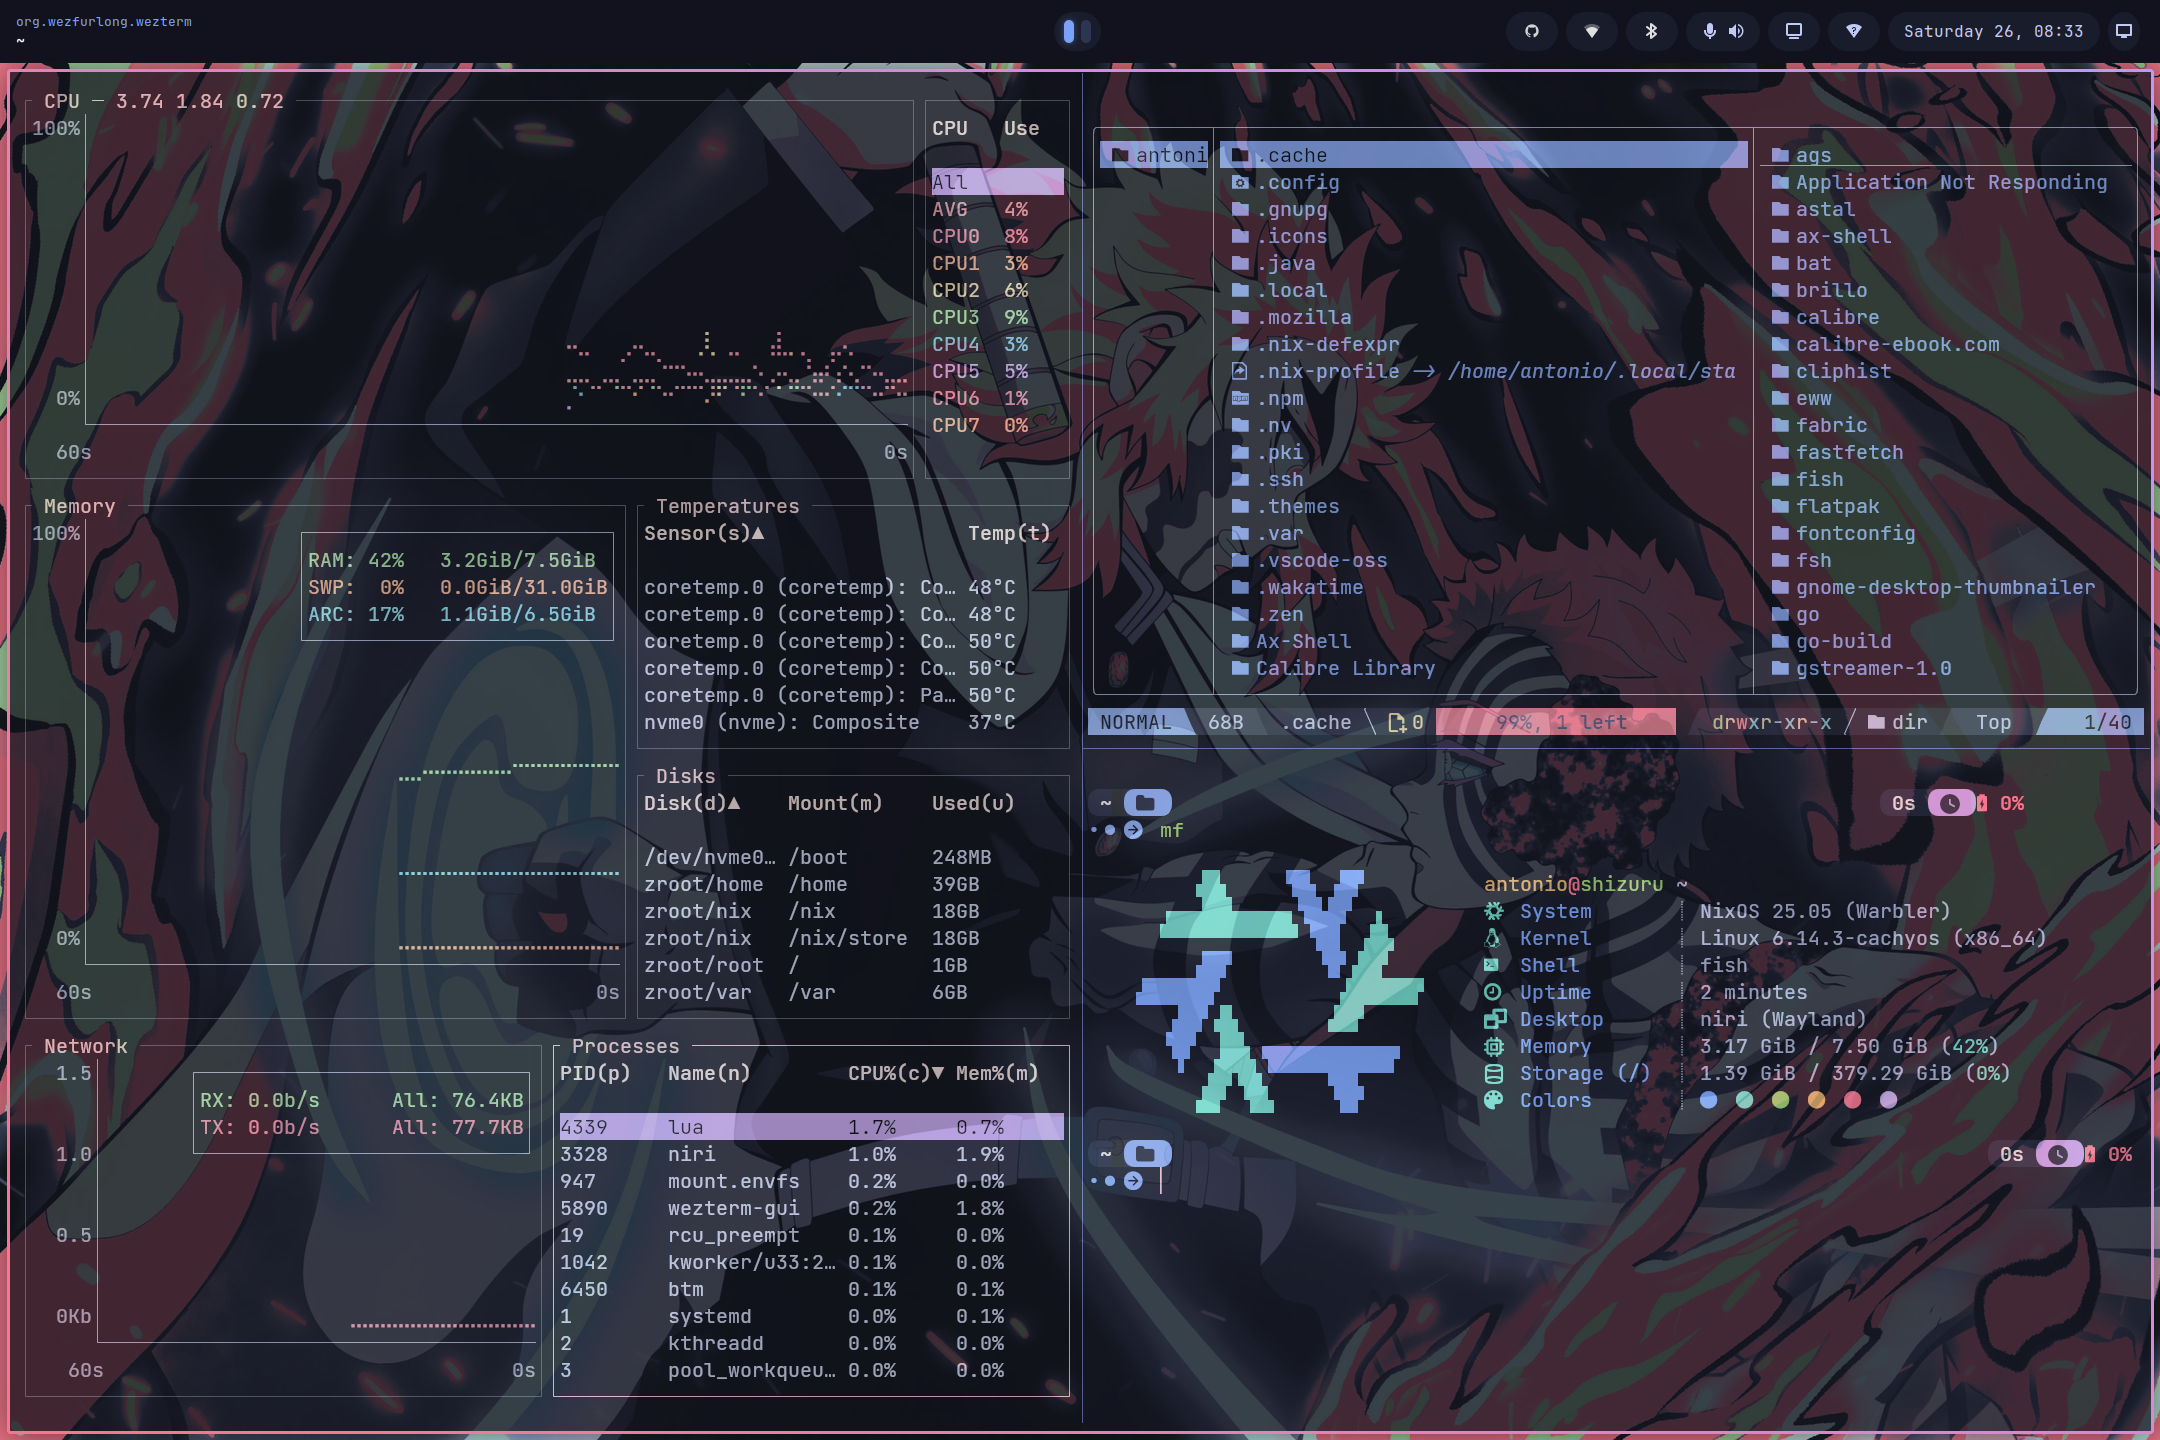 org.wezfurlong.wezterm
~
Saturday 26, 08:33
CPU — 3.74 1.84 0.72
100%
0%
60s 0s
CPU Use
All
AVG 4%
CPU0 8%
CPU1 3%
CPU2 6%
CPU3 9%
CPU4 3%
CPU5 5%
CPU6 1%
CPU7 0%
Memory
100%
RAM: 42% 3.2GiB/7.5GiB
SWP: 0% 0.0GiB/31.0GiB
ARC: 17% 1.1GiB/6.5GiB
0%
60s 0s
Temperatures
Sensor(s)▲ Temp(t)
coretemp.0 (coretemp): Co… 48°C
coretemp.0 (coretemp): Co… 48°C
coretemp.0 (coretemp): Co… 50°C
coretemp.0 (coretemp): Co… 50°C
coretemp.0 (coretemp): Pa… 50°C
nvme0 (nvme): Composite 37°C
Disks
Disk(d)▲ Mount(m) Used(u)
/dev/nvme0… /boot 248MB
zroot/home /home 39GB
zroot/nix /nix 18GB
zroot/nix /nix/store 18GB
zroot/root / 1GB
zroot/var /var 6GB
Network
1.5
RX: 0.0b/s All: 76.4KB
TX: 0.0b/s All: 77.7KB
1.0
0.5
0Kb
60s 0s
Processes
PID(p) Name(n) CPU%(c)▼ Mem%(m)
4339 lua 1.7% 0.7%
3328 niri 1.0% 1.9%
947 mount.envfs 0.2% 0.0%
5890 wezterm-gui 0.2% 1.8%
19 rcu_preempt 0.1% 0.0%
1042 kworker/u33:2… 0.1% 0.0%
6450 btm 0.1% 0.1%
1 systemd 0.0% 0.1%
2 kthreadd 0.0% 0.0%
3 pool_workqueu… 0.0% 0.0%
antoni
.cache
.config
.gnupg
.icons
.java
.local
.mozilla
.nix-defexpr
.nix-profile → /home/antonio/.local/sta
.npm
.nv
.pki
.ssh
.themes
.var
.vscode-oss
.wakatime
.zen
Ax-Shell
Calibre Library
ags
Application Not Responding
astal
ax-shell
bat
brillo
calibre
calibre-ebook.com
cliphist
eww
fabric
fastfetch
fish
flatpak
fontconfig
fsh
gnome-desktop-thumbnailer
go
go-build
gstreamer-1.0
NORMAL 68B .cache 0 99%, 1 left drwxr-xr-x dir Top 1/40
~ 0s 0%
mf
antonio@shizuru ~
System NixOS 25.05 (Warbler)
Kernel Linux 6.14.3-cachyos (x86_64)
Shell fish
Uptime 2 minutes
Desktop niri (Wayland)
Memory 3.17 GiB / 7.50 GiB (42%)
Storage (/) 1.39 GiB / 379.29 GiB (0%)
Colors
~ 0s 0%